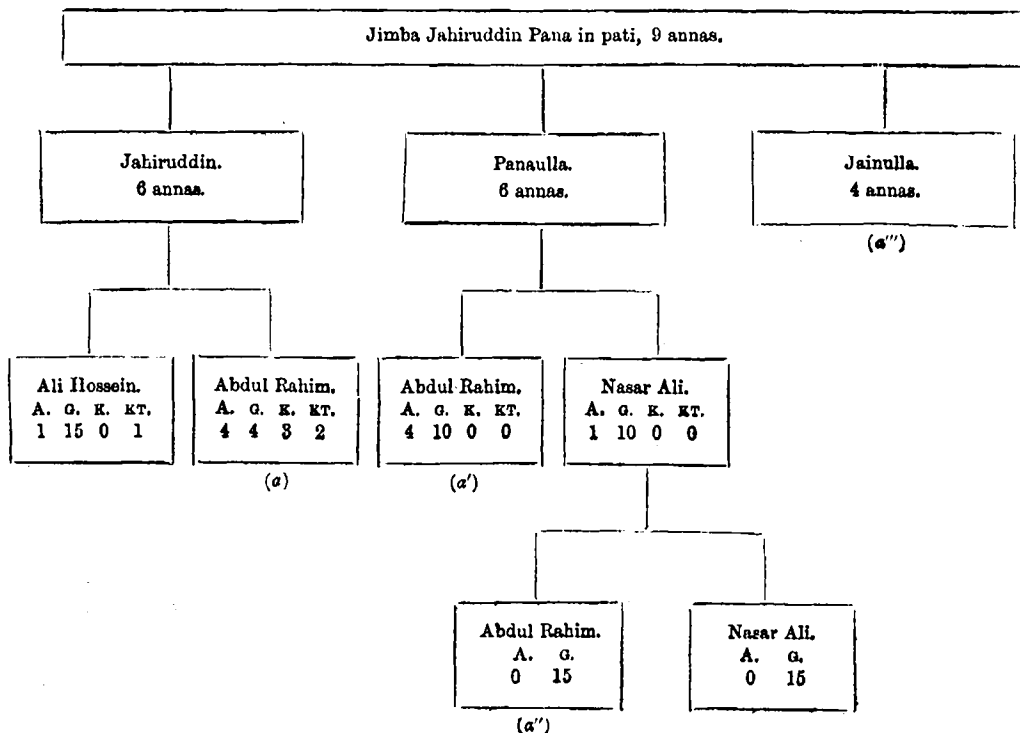 Jimba Jahiruddin Pana in pati, 9 annas.
Jahiruddin.
6 annas.
Panaulla.
6 annas.
Jainulla.
4 annas.
(a''')
Ali Hossein.
A. G. K. KT.
1 15 0 1
Abdul Rahim.
A. G. K. KT.
4 4 3 2
(a)
Abdul Rahim.
A. G. K. KT.
4 10 0 0
(a')
Nasar Ali.
A. G. K. KT.
1 10 0 0
Abdul Rahim.
A. G.
0 15
(a'')
Nasar Ali.
A. G.
0 15